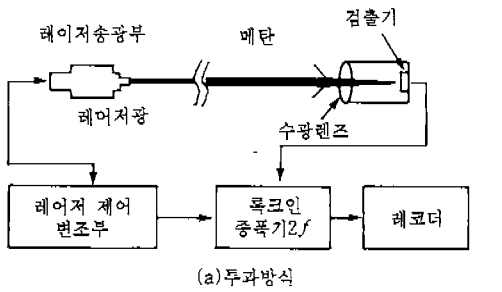 레이저송광부
메탄
검출기
레이저광
수광렌즈
레이저 제어
변조부
록크인
증폭기2f
레코더
(a)투과방식